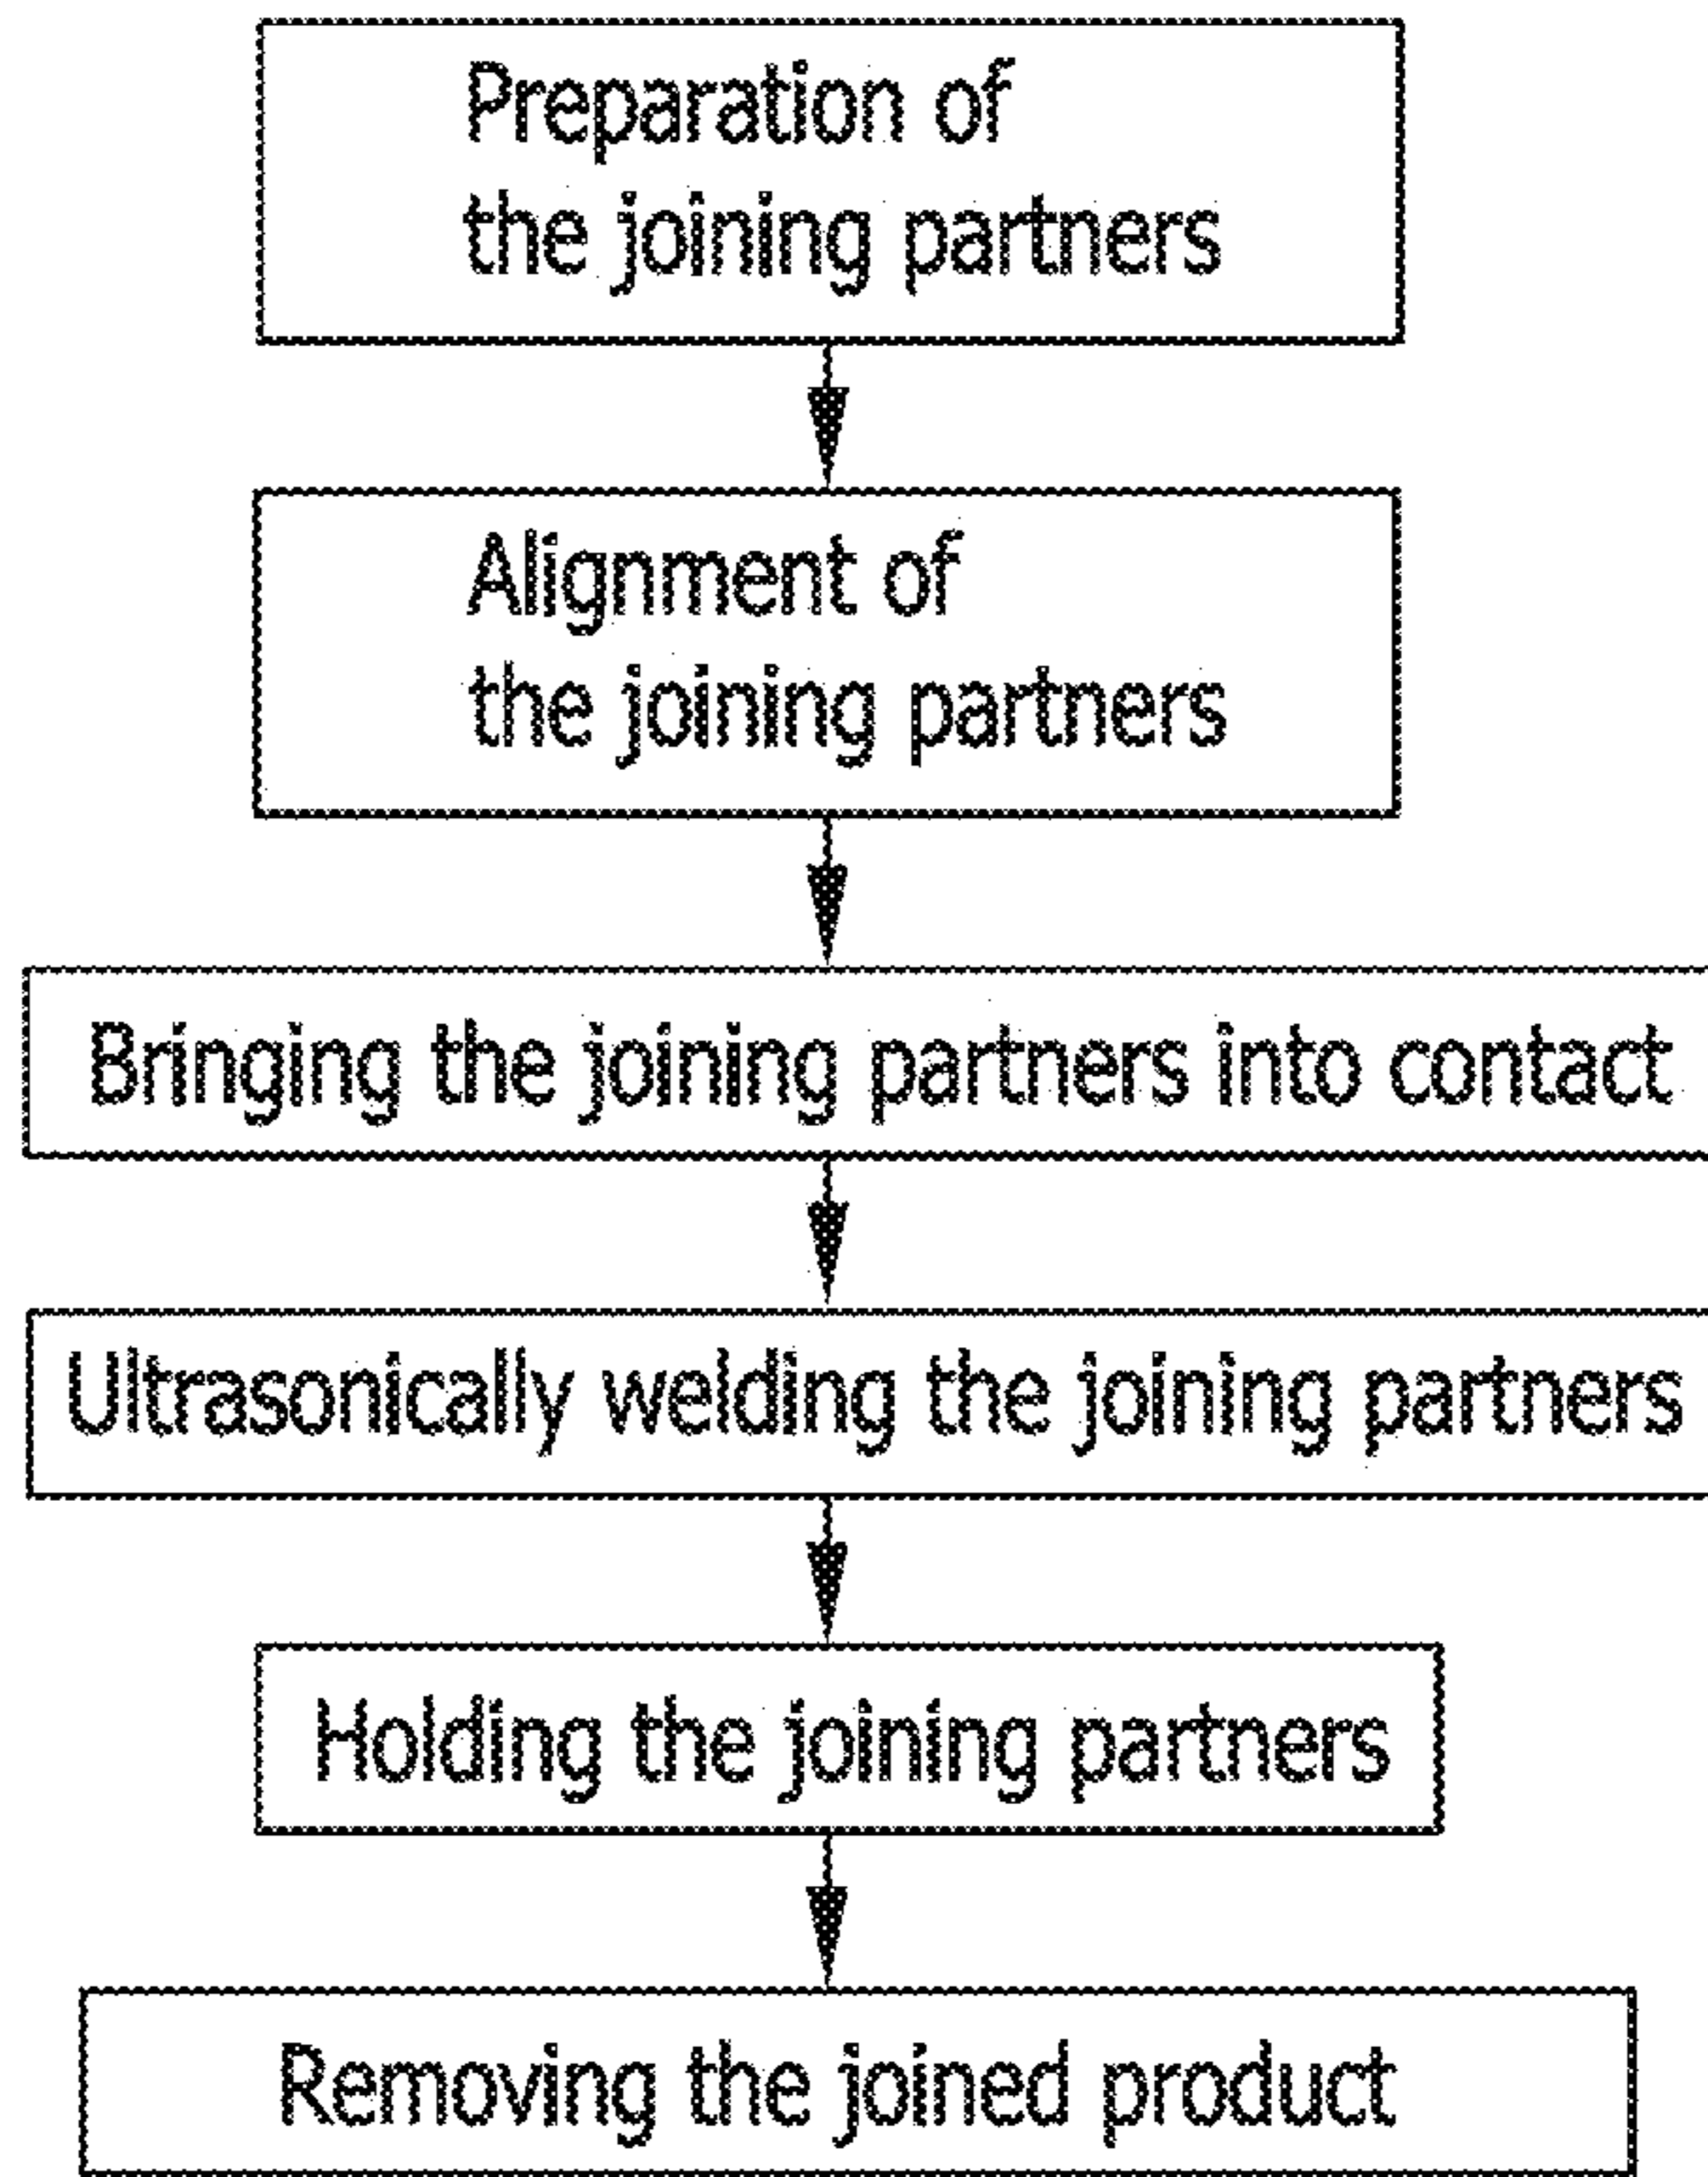 Preparation of
the joining partners
Alignment of
the joining partners
Bringing the joining partners into contact
Ultrasonically welding the joining partners
Holding the joining partners
Removing the joined product